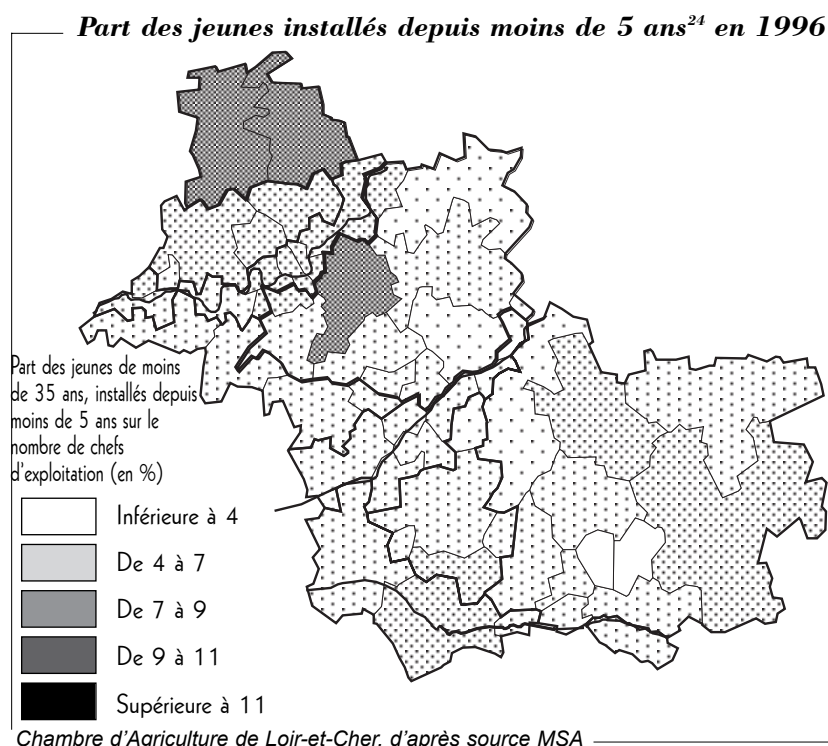 Part des jeunes installés depuis moins de 5 ans24 en 1996
Part des jeunes de moins
de 35 ans, installés depuis
moins de 5 ans sur le
nombre de chefs
d'exploitation (en %)
Inférieure à 4
De 4 à 7
De 7 à 9
De 9 à 11
Supérieure à 11
Chambre d'Agriculture de Loir-et-Cher, d'après source MSA